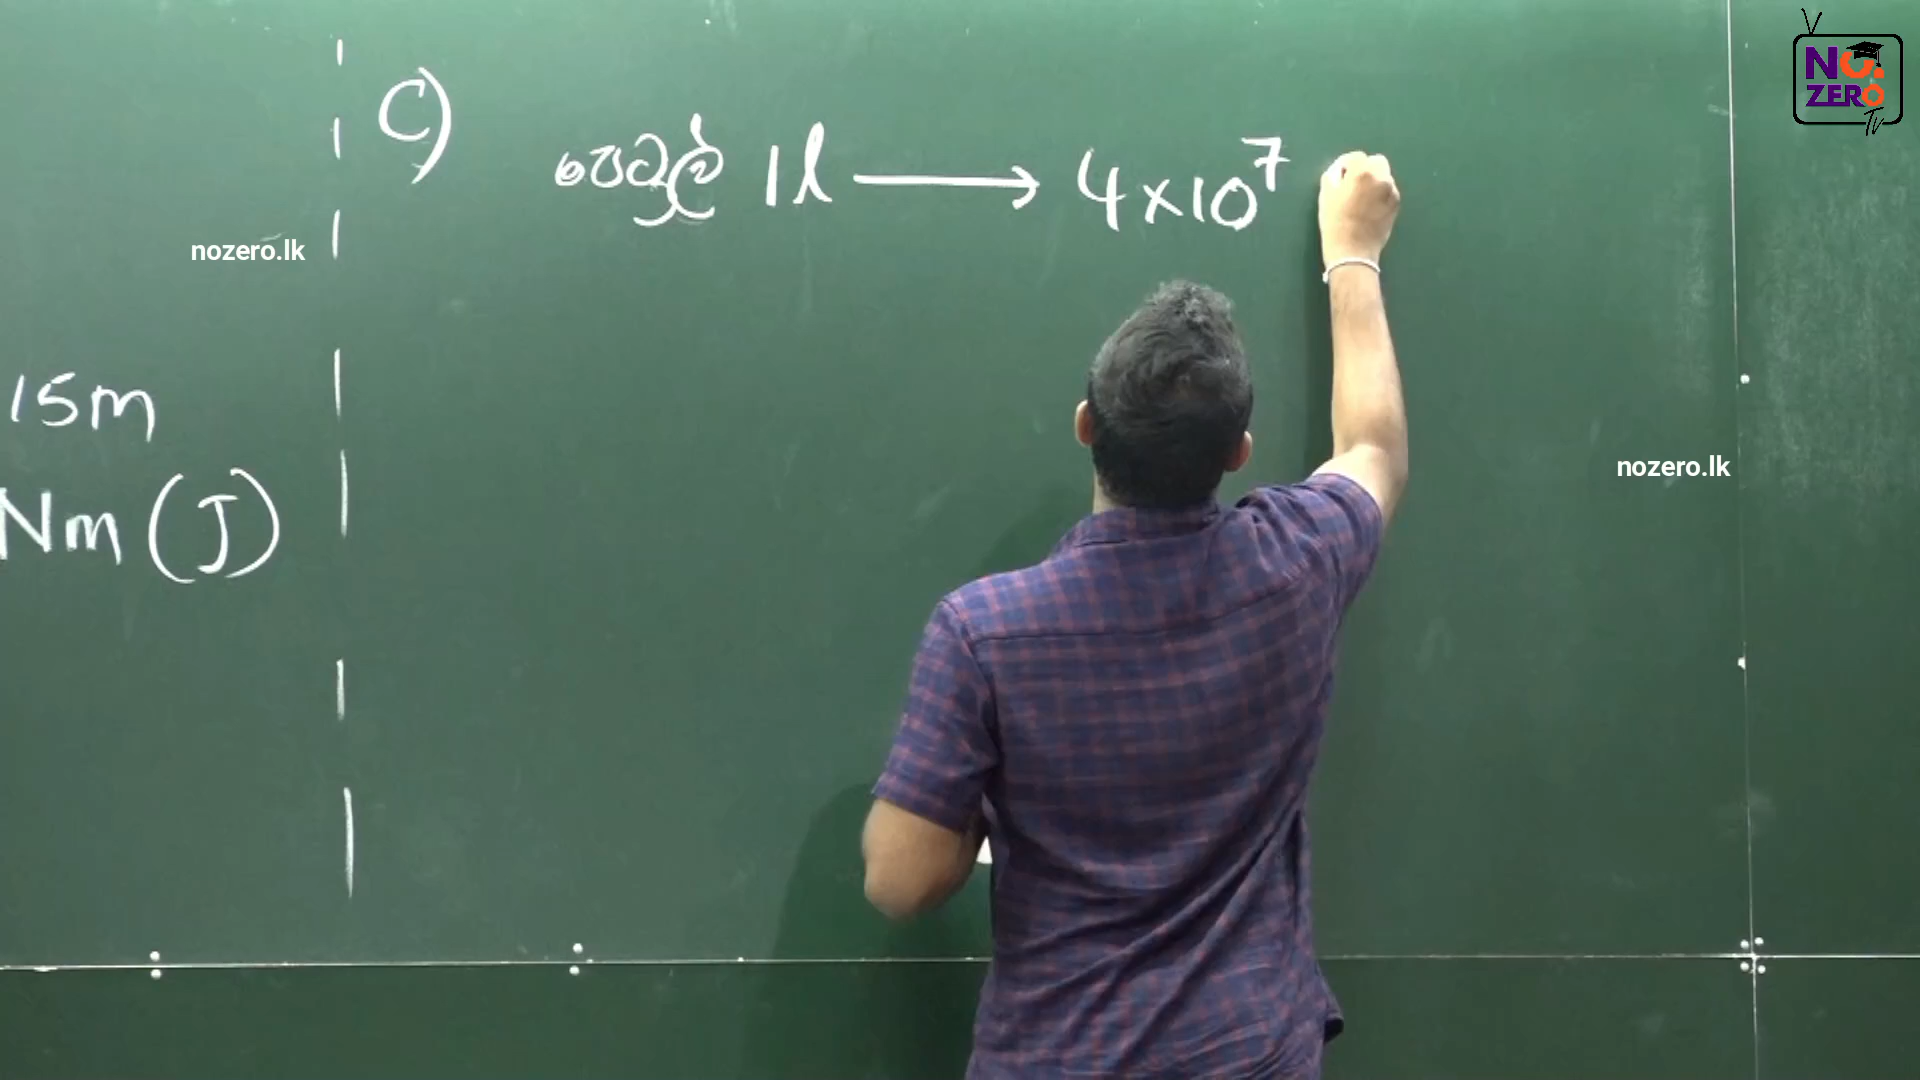 C) පෙට්‍රල් 1l → 4×10⁷
15m
Nm (J)
nozero.lk
nozero.lk
NO.
ZERO
TV